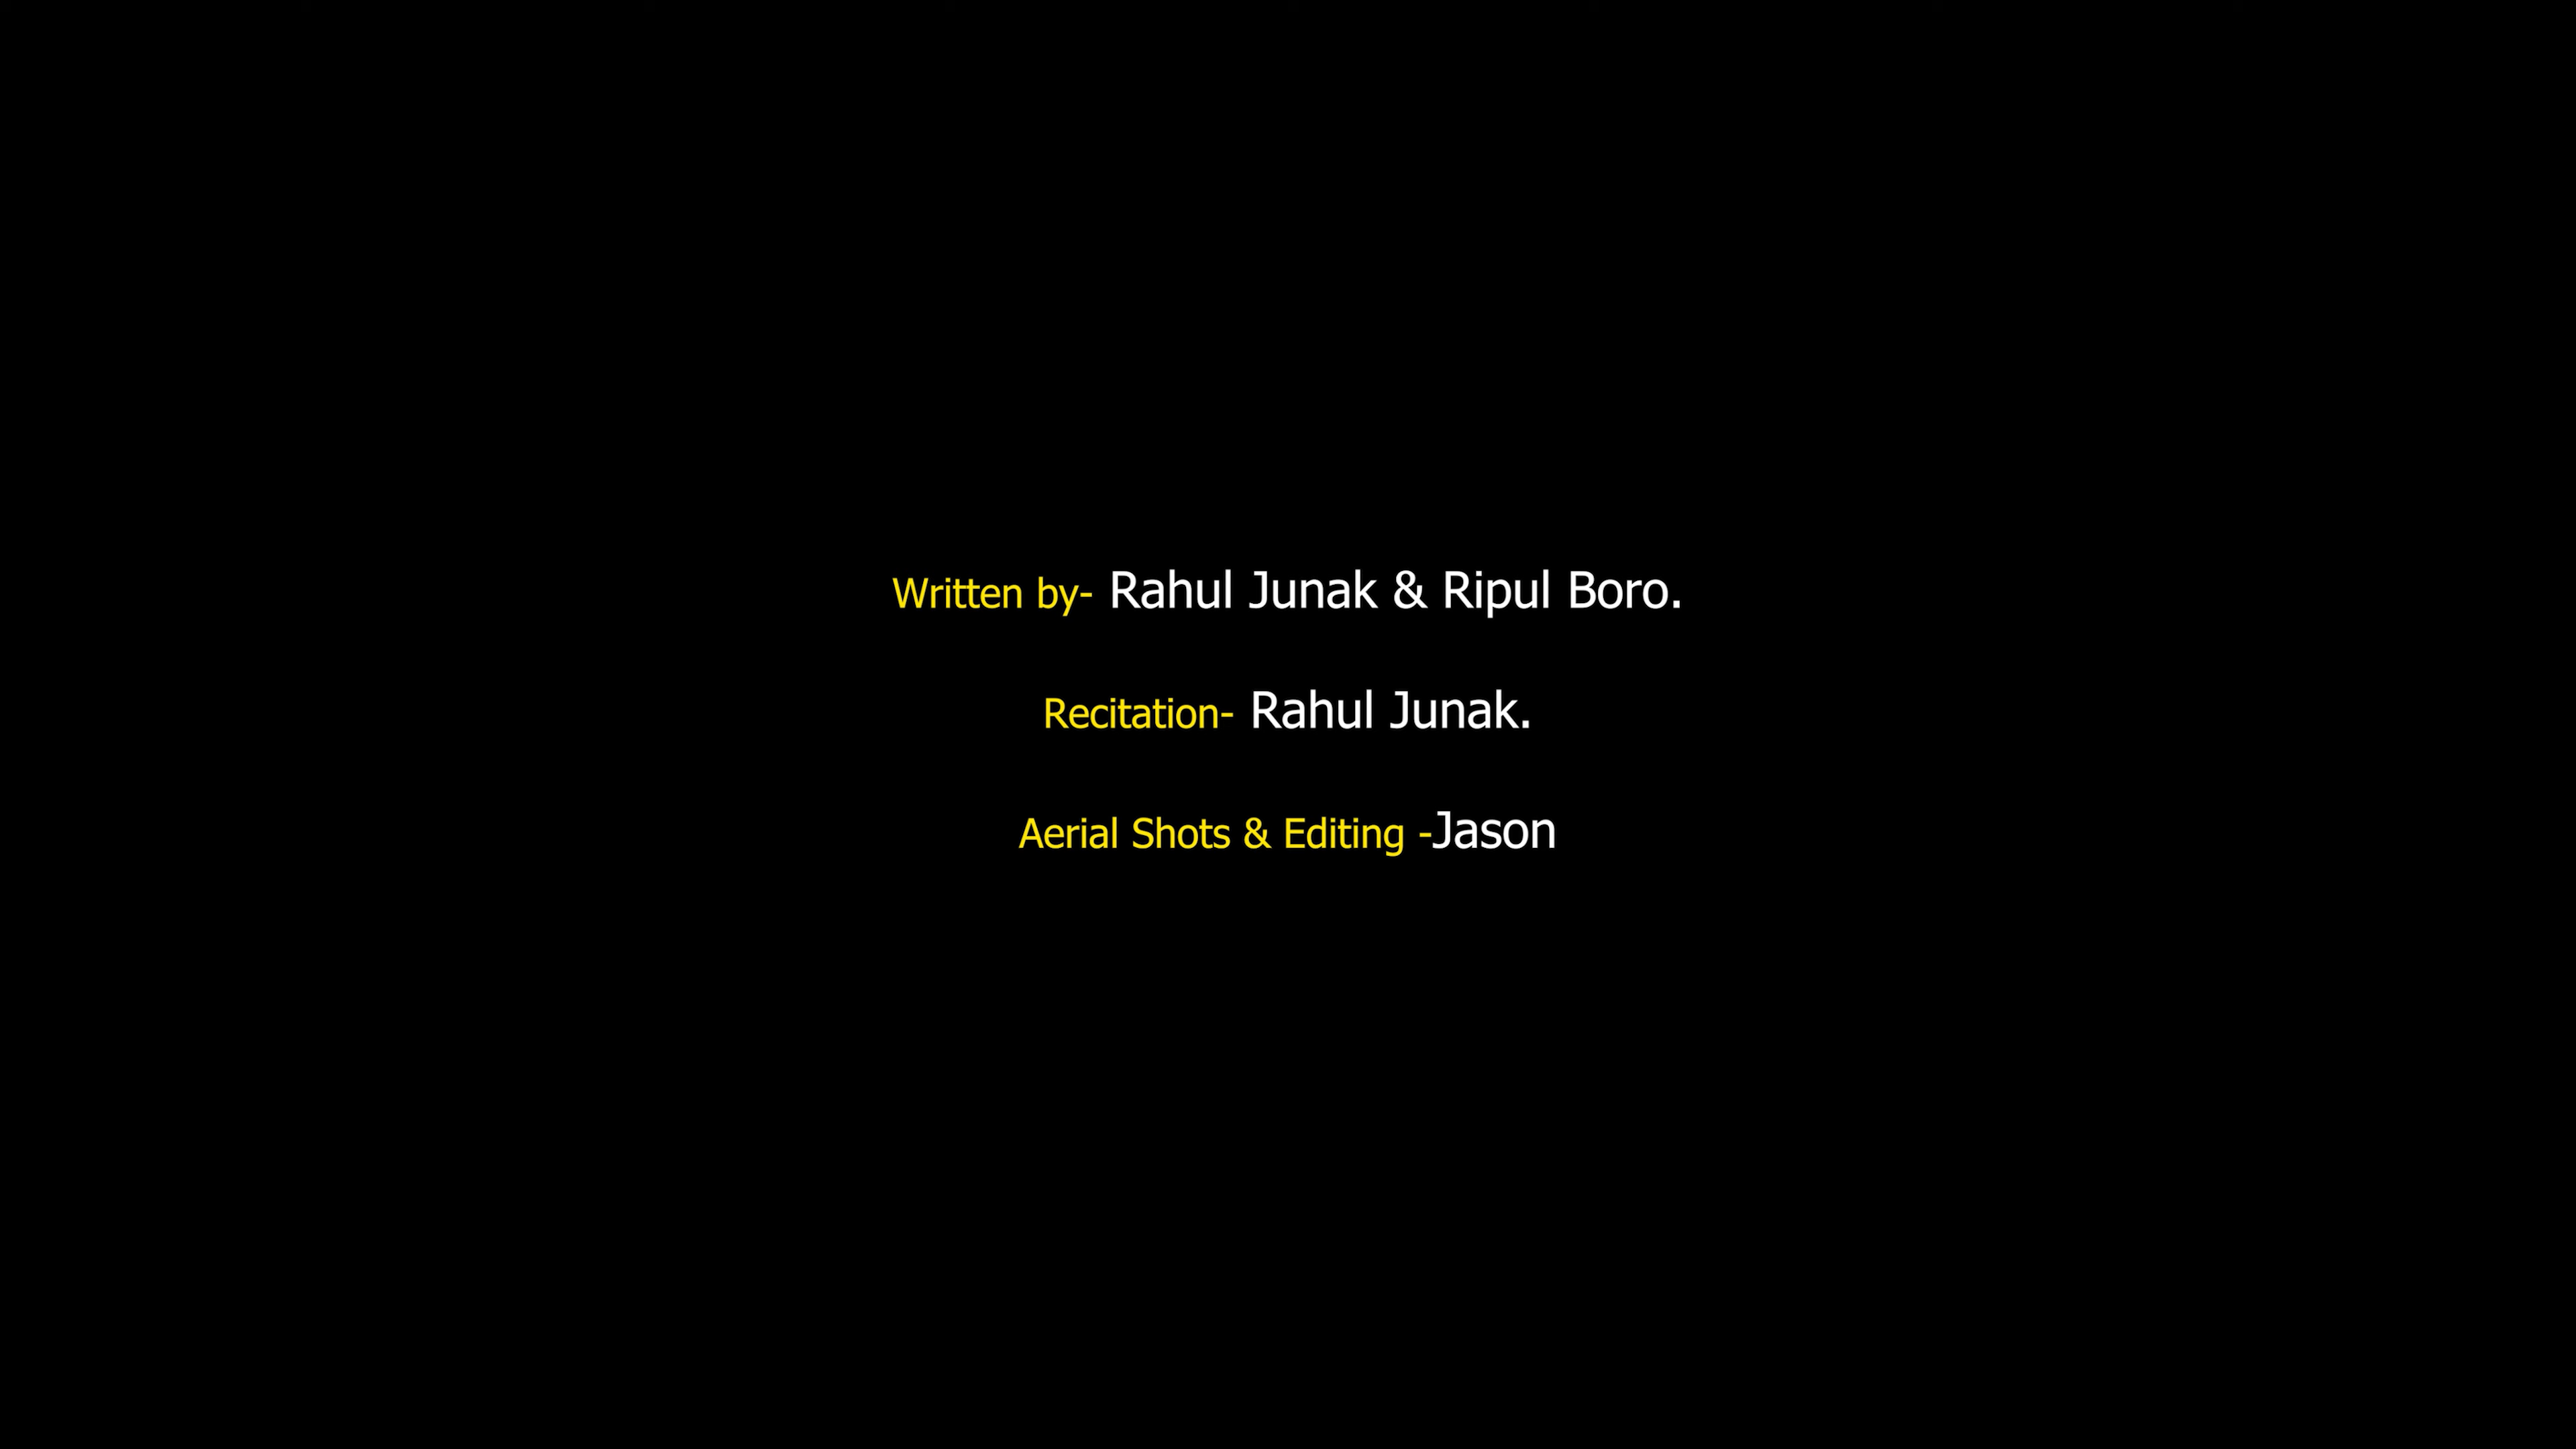 Written by- Rahul Junak & Ripul Boro.
Recitation- Rahul Junak.
Aerial Shots & Editing -Jason